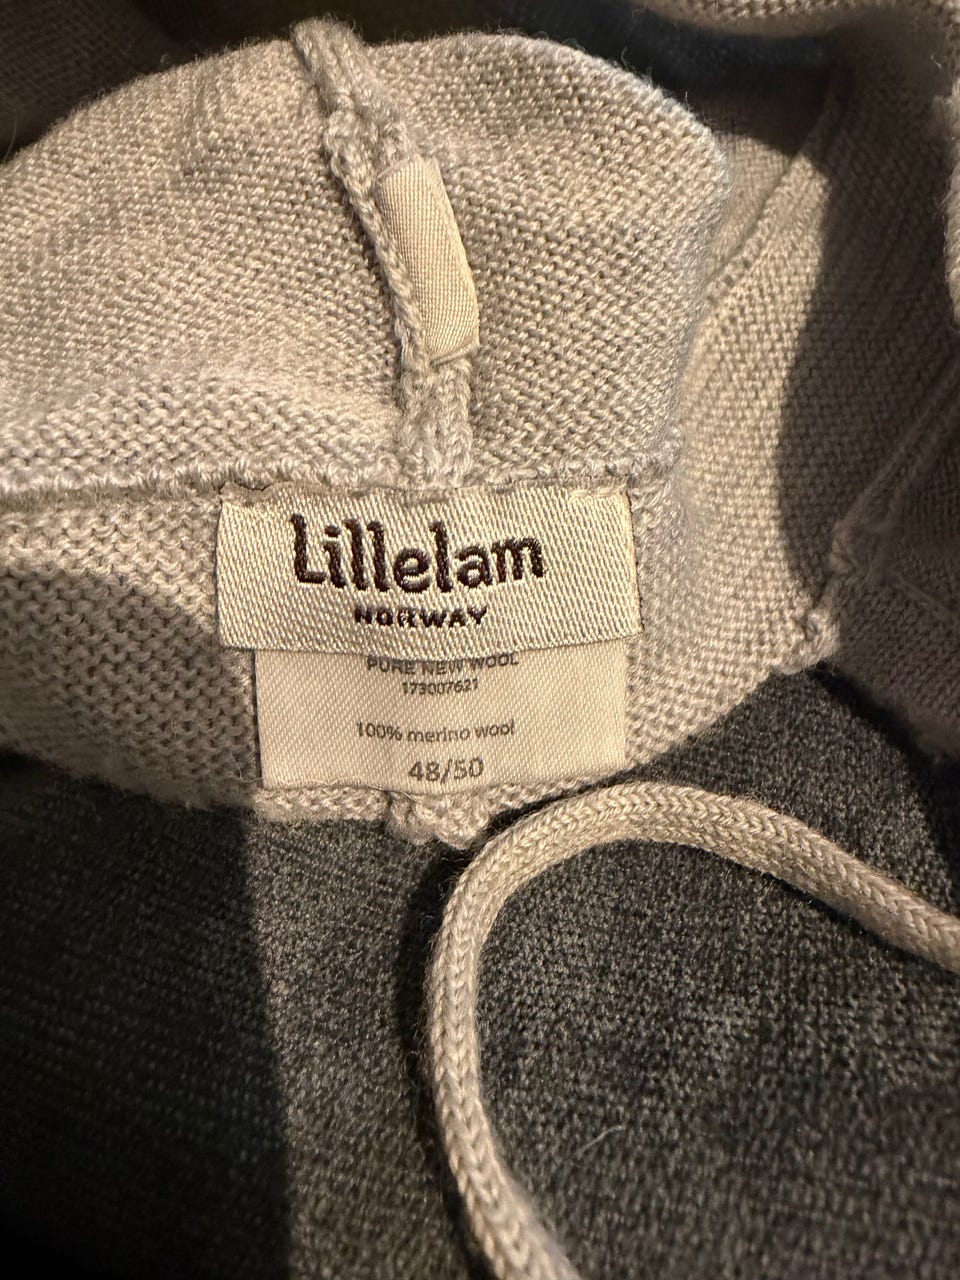 Lillelam
NORWAY
PURE NEW WOOL
173007621
100% merino wool
48/50